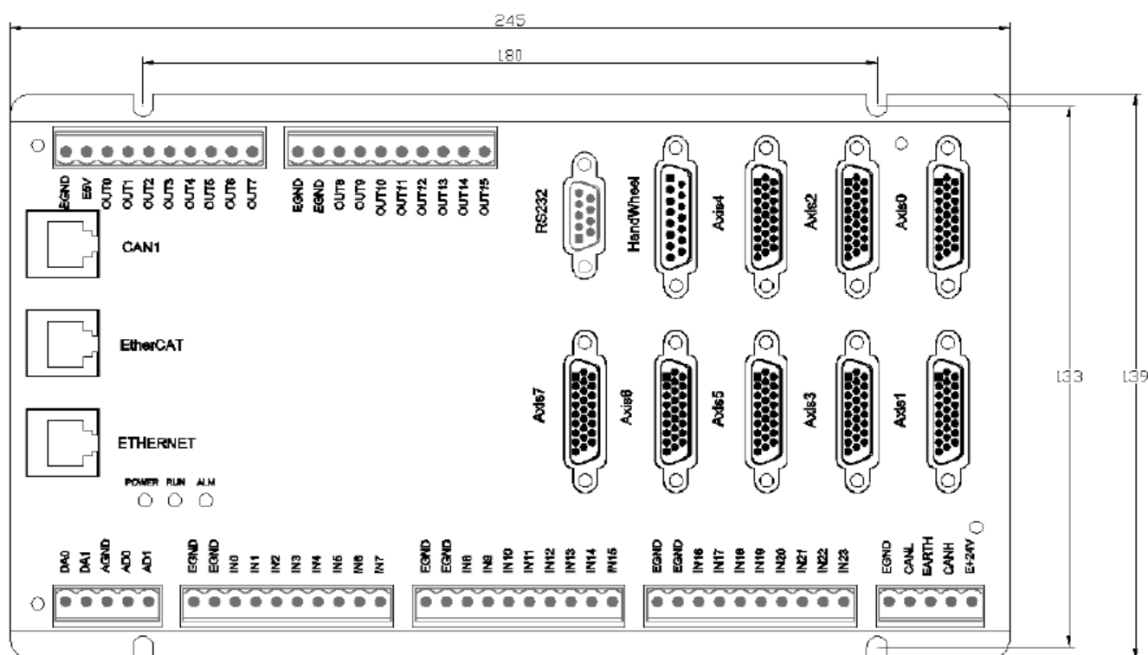 245
180
EGND E5V OUT0 OUT1 OUT2 OUT3 OUT4 OUT5 OUT6 OUT7
EGND EGND OUT8 OUT9 OUT10 OUT11 OUT12 OUT13 OUT14 OUT15
RS232
HandWheel
Axis4
Axis2
Axis0
CAN1
EtherCAT
ETHERNET
Axis7
Axis6
Axis5
Axis3
Axis1
133
139
POWER RUN ALM
DA0 DA1 AGND AD0 AD1
EGND EGND IN0 IN1 IN2 IN3 IN4 IN5 IN6 IN7
EGND EGND IN8 IN9 IN10 IN11 IN12 IN13 IN14 IN15
EGND EGND IN16 IN17 IN18 IN19 IN20 IN21 IN22 IN23
EGND CANL EARTH CANH E+24V